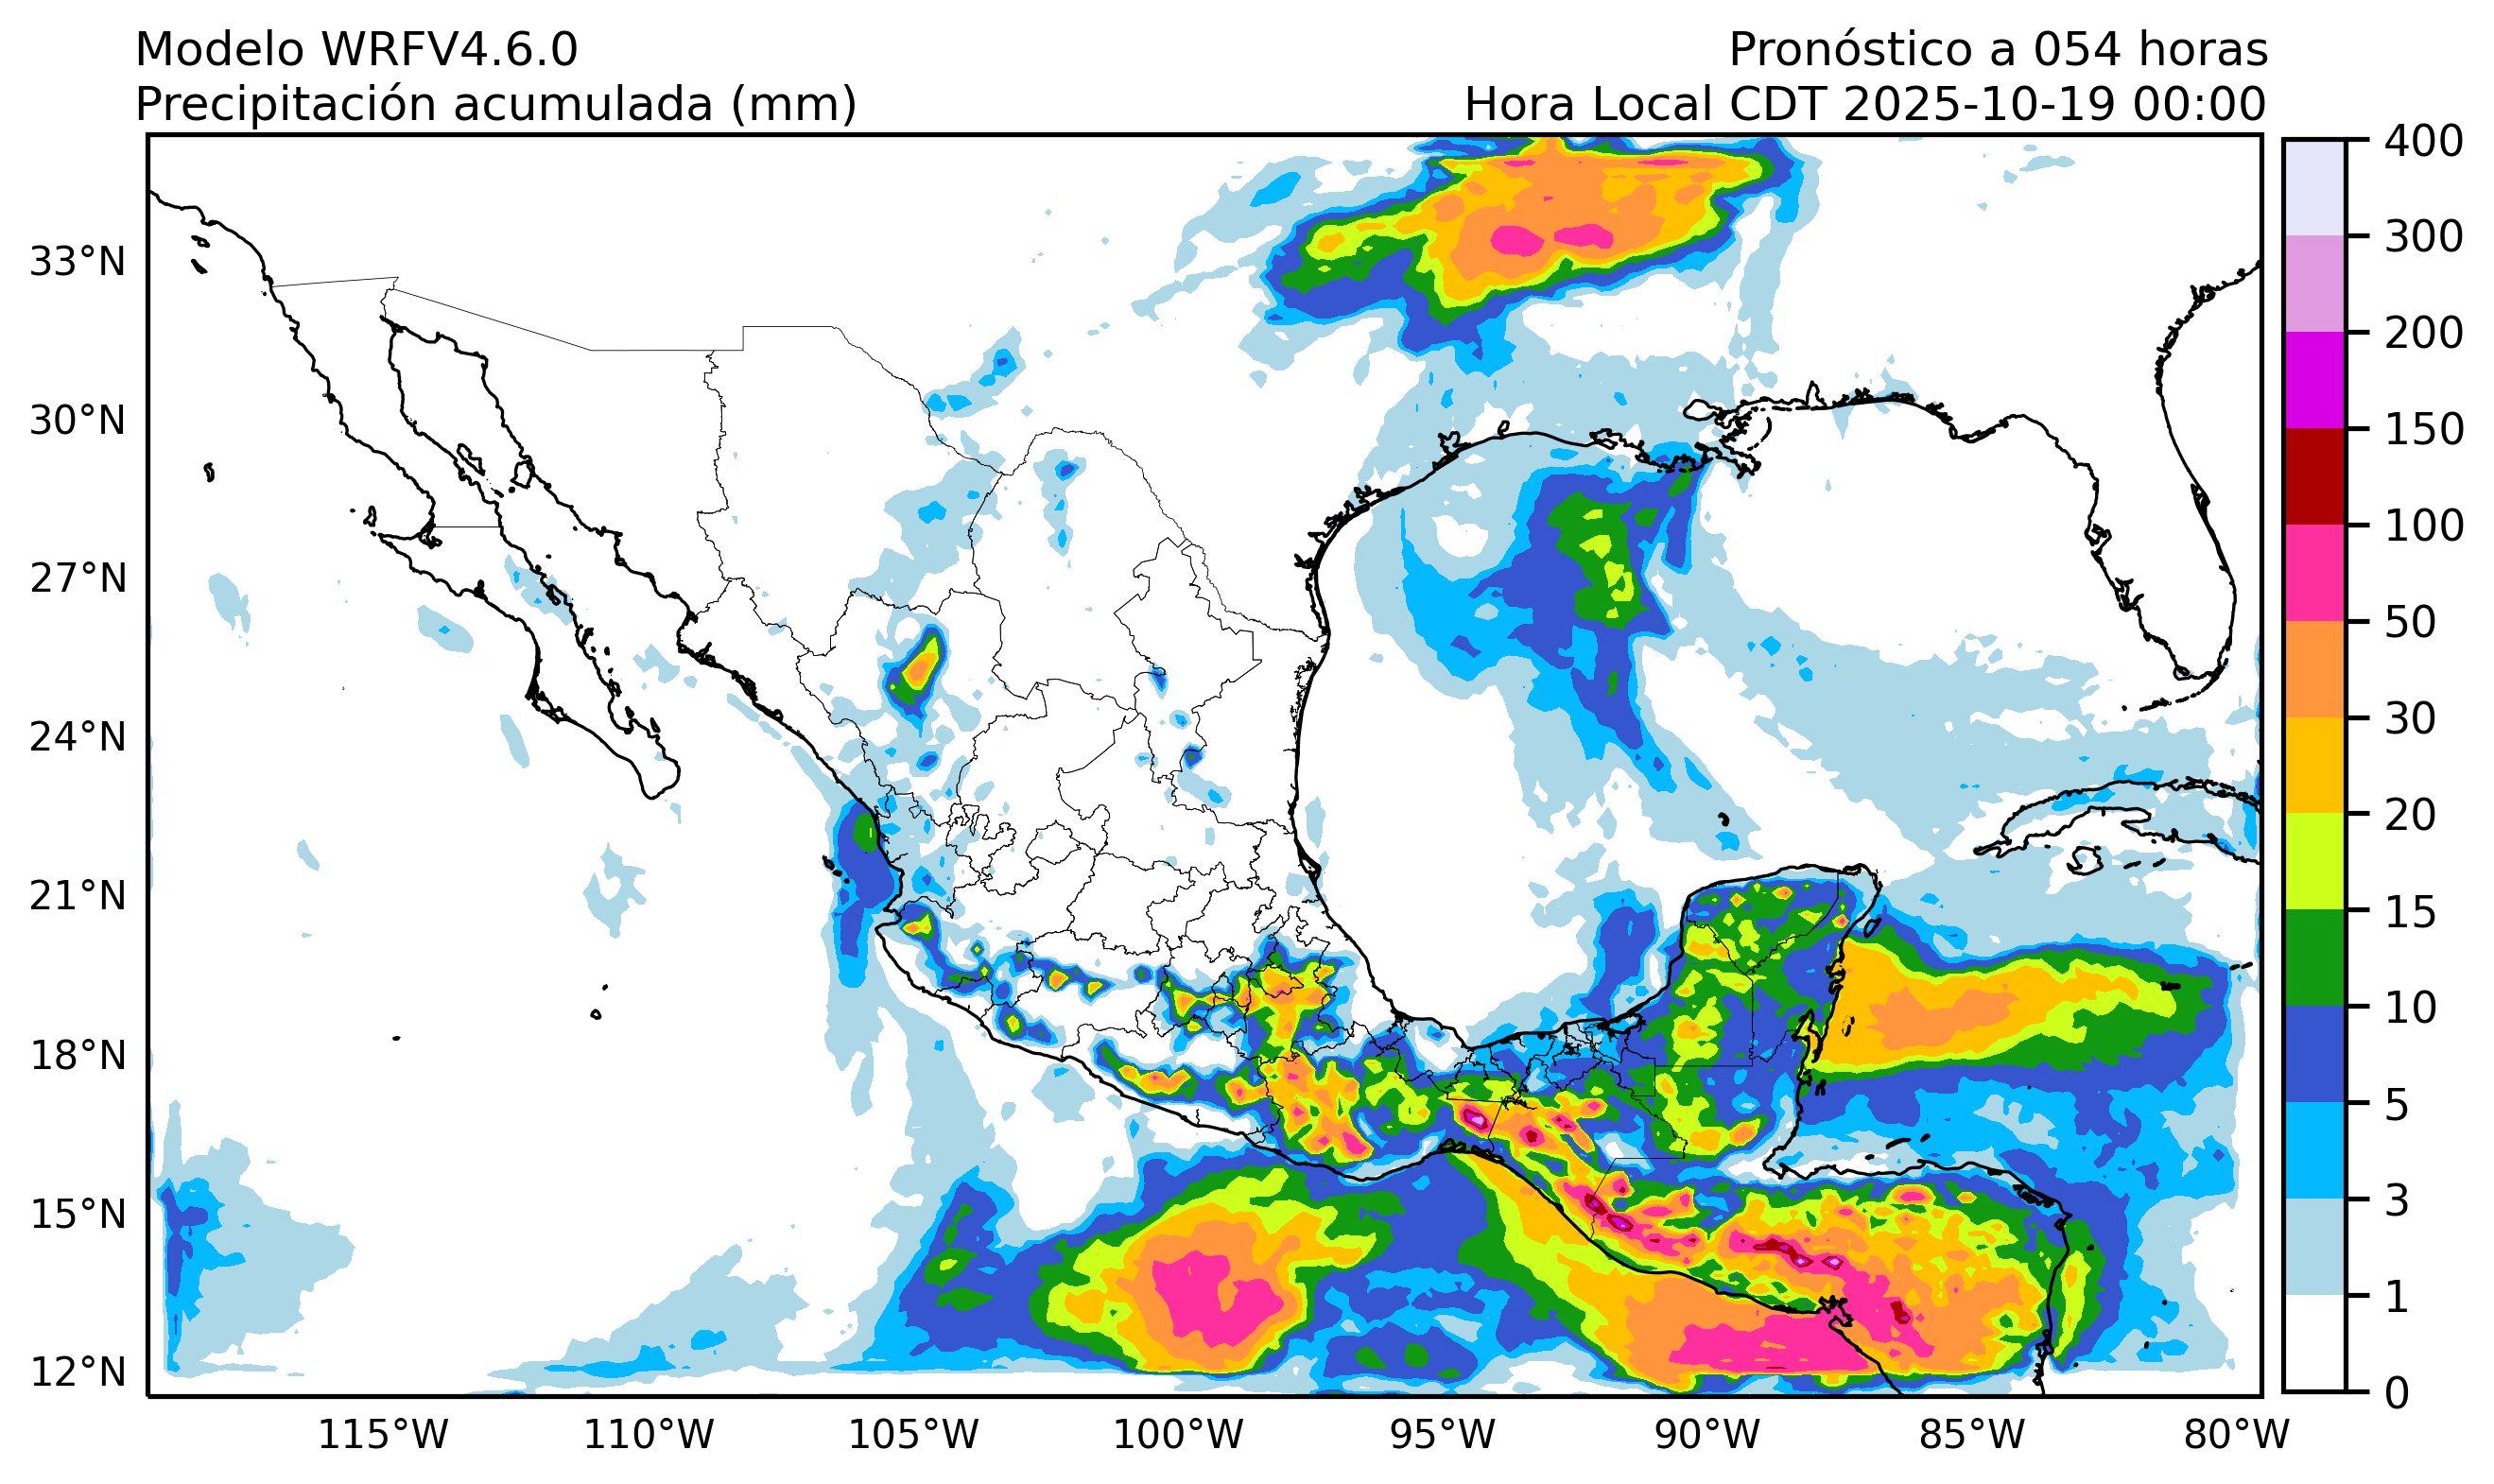 Modelo WRFV4.6.0
Pronóstico a 054 horas
Precipitación acumulada (mm)
Hora Local CDT 2025-10-19 00:00
33°N
30°N
27°N
24°N
21°N
18°N
15°N
12°N
115°W
110°W
105°W
100°W
95°W
90°W
85°W
80°W
400
300
200
150
100
50
30
20
15
10
5
3
1
0